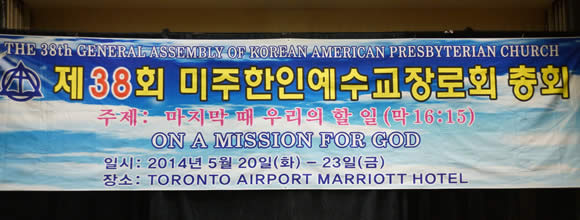 THE 38th GENERAL ASSEMBLY OF KOREAN AMERICAN PRESBYTERIAN CHURCH
제38회 미주한인예수교장로회 총회
주제: 마지막 때 우리의 할 일 (막16:15)
ON A MISSION FOR GOD
일시: 2014년 5월 20일(화) – 23일(금)
장소: TORONTO AIRPORT MARRIOTT HOTEL